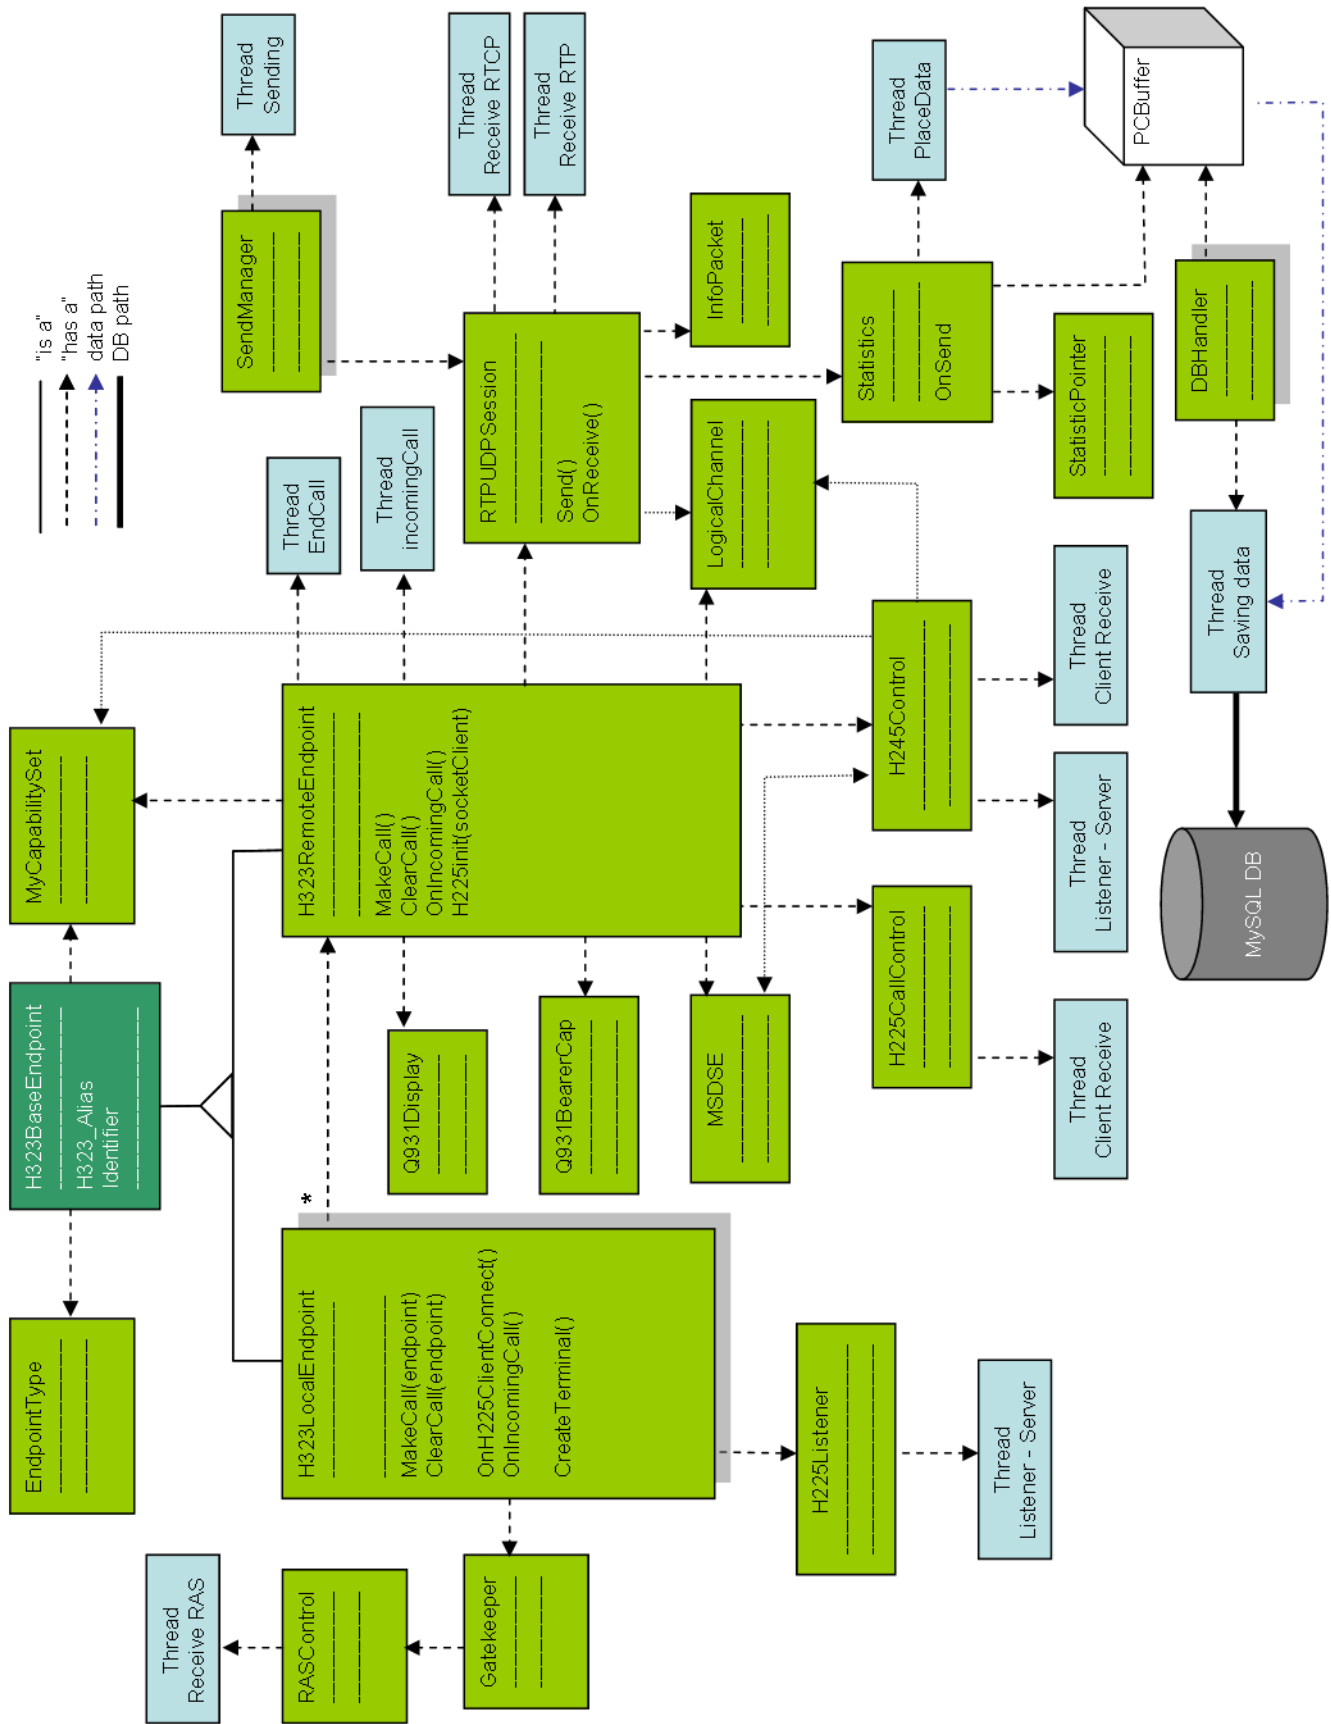 "is a"
"has a"
data path
DB path
Thread
Receive RAS
RASControl
Gatekeeper
EndpointType
H323BaseEndpoint
H323_Alias
Identifier
MyCapabilitySet
H323LocalEndpoint
MakeCall(endpoint)
ClearCall(endpoint)
OnH225ClientConnect()
OnIncomingCall()
CreateTerminal()
*
H323RemoteEndpoint
MakeCall()
ClearCall()
OnIncomingCall()
H225init(socketClient)
Thread
EndCall
Thread
incomingCall
SendManager
Thread
Sending
Q931Display
Q931BearerCap
MSDSE
RTPUDPSession
Send()
OnReceive()
Thread
Receive RTCP
Thread
Receive RTP
LogicalChannel
InfoPacket
H225Listener
Thread
Listener - Server
H225CallControl
Thread
Client Receive
H245Control
Thread
Listener - Server
Thread
Client Receive
Statistics
OnSend
Thread
PlaceData
StatisticPointer
PCBuffer
DBHandler
Thread
Saving data
MySQL DB